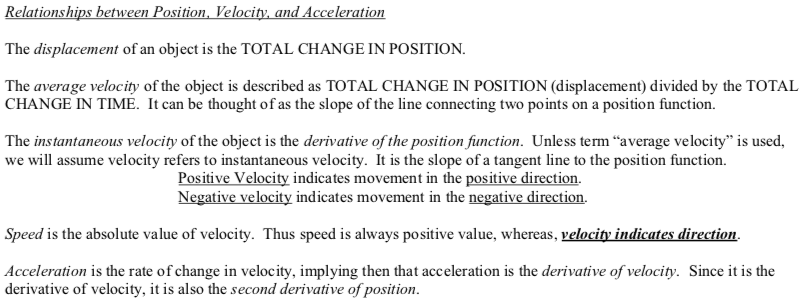 Relationships between Position, Velocity, and Acceleration
The displacement of an object is the TOTAL CHANGE IN POSITION.
The average velocity of the object is described as TOTAL CHANGE IN POSITION (displacement) divided by the TOTAL
CHANGE IN TIME. It can be thought of as the slope of the line connecting two points on a position function.
The instantaneous velocity of the object is the derivative of the position function. Unless term “average velocity” is used,
we will assume velocity refers to instantaneous velocity. It is the slope of a tangent line to the position function.
Positive Velocity indicates movement in the positive direction.
Negative velocity indicates movement in the negative direction.
Speed is the absolute value of velocity. Thus speed is always positive value, whereas, velocity indicates direction.
Acceleration is the rate of change in velocity, implying then that acceleration is the derivative of velocity. Since it is the
derivative of velocity, it is also the second derivative of position.